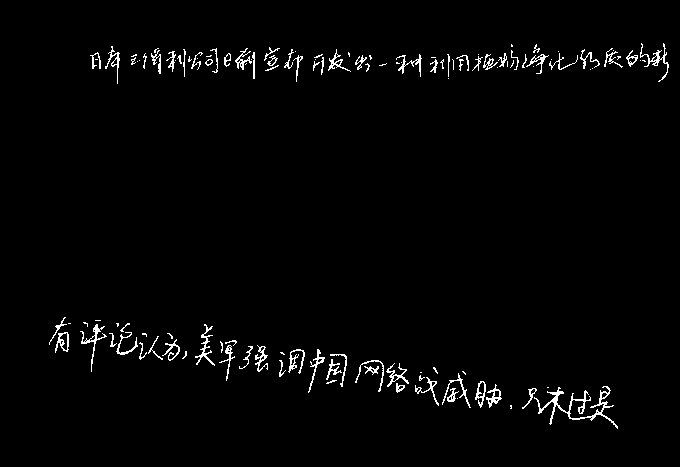 日本三得利公司日前宣布开发出一种利用植物净化水质的新
有评论认为,美军强调中国网络战威胁,只不过是